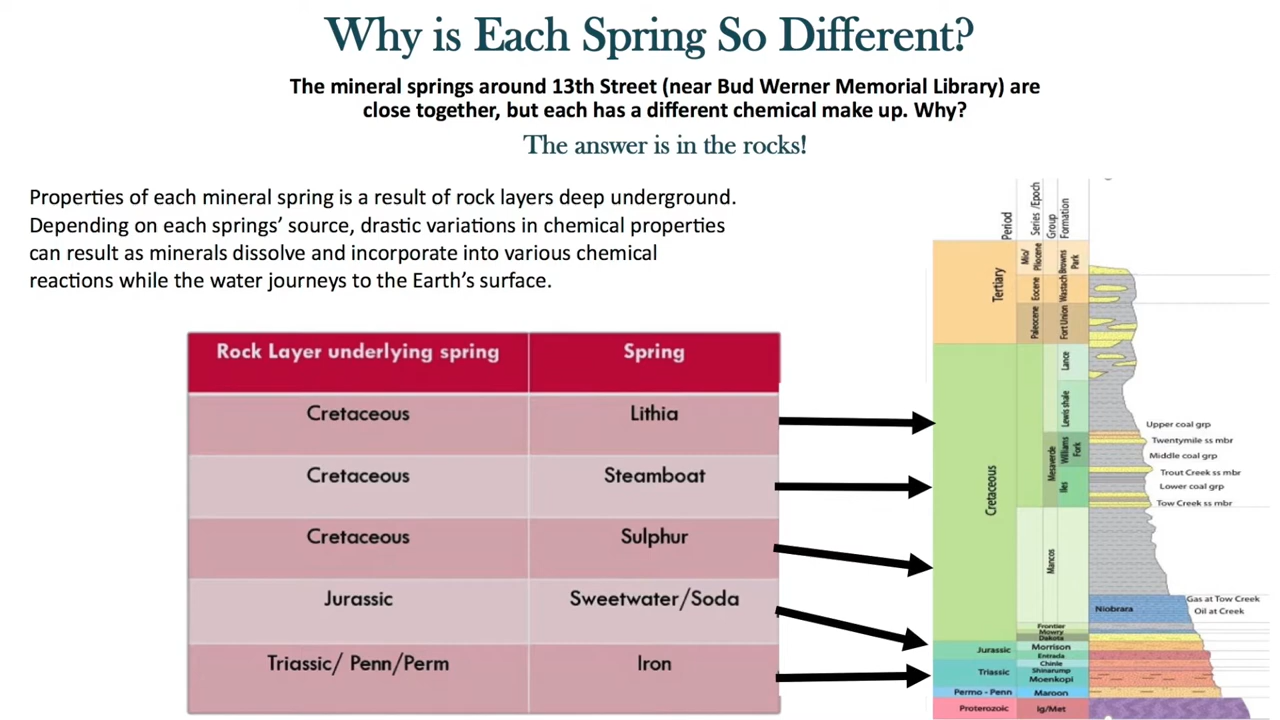 Why is Each Spring So Different?
The mineral springs around 13th Street (near Bud Werner Memorial Library) are
close together, but each has a different chemical make up. Why?
The answer is in the rocks!
Properties of each mineral spring is a result of rock layers deep underground.
Depending on each springs’ source, drastic variations in chemical properties
can result as minerals dissolve and incorporate into various chemical
reactions while the water journeys to the Earth’s surface.
Rock Layer underlying spring Spring
Cretaceous Lithia
Cretaceous Steamboat
Cretaceous Sulphur
Jurassic Sweetwater/Soda
Triassic/ Penn/Perm Iron
Period
Series /Epoch
Group
Formation
Tertiary
Mio/
Pliocene
Browns
Park
Eocene
Wastach
Paleocene
Fort Union
Cretaceous
Lance
Lewis shale
Mesaverde
Williams
Fork
Iles
Mancos
Upper coal grp
Twentymile ss mbr
Middle coal grp
Trout Creek ss mbr
Lower coal grp
Tow Creek ss mbr
Niobrara
Gas at Tow Creek
Oil at Creek
Frontier
Mowry
Dakota
Jurassic
Morrison
Entrada
Triassic
Chinle
Shinarump
Moenkopi
Permo - Penn
Maroon
Proterozoic
Ig/Met